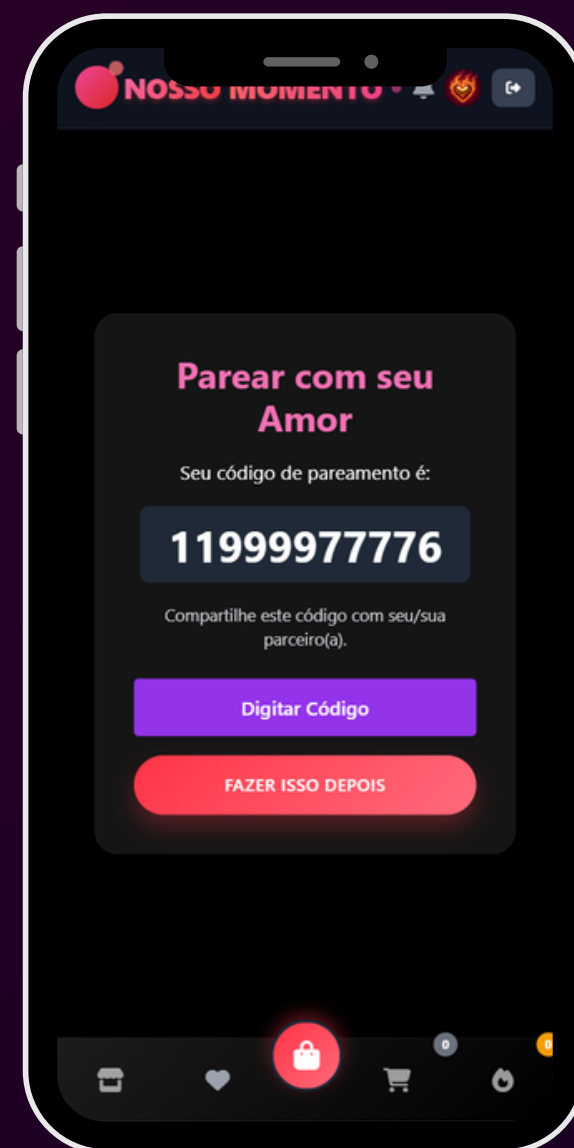 NOSSO MOMENTO
Parear com seu
Amor
Seu código de pareamento é:
11999977776
Compartilhe este código com seu/sua
parceiro(a).
Digitar Código
FAZER ISSO DEPOIS
0
0